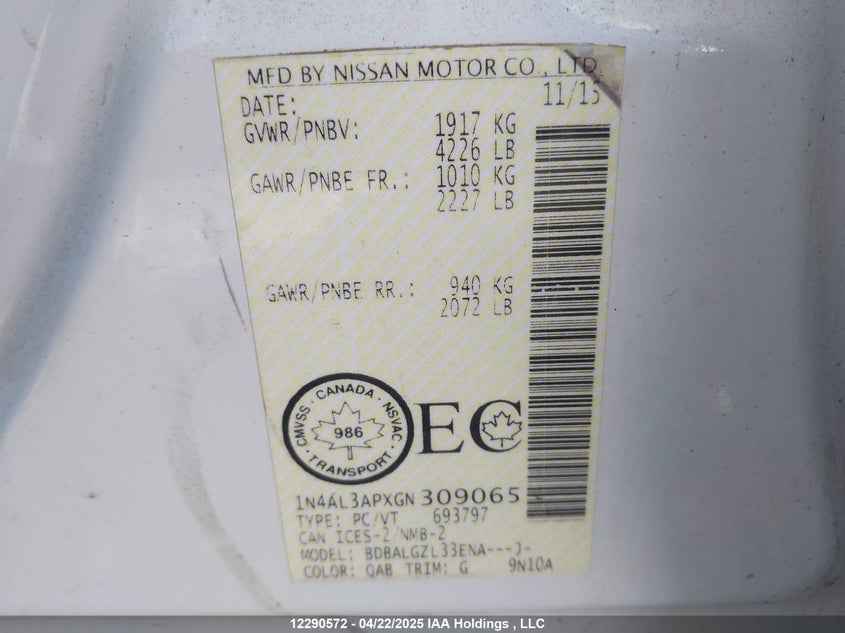 MFD BY NISSAN MOTOR CO., LTD.
DATE: 11/15
GVWR/PNBV: 1917 KG
4226 LB
GAWR/PNBE FR.: 1010 KG
2227 LB
GAWR/PNBE RR.: 940 KG
2072 LB
CMVSS · CANADA · NSVAC · TRANSPORT ·
986
EC
1N4AL3APXGN309065
TYPE: PC/VT 693797
CAN ICES-2/NMB-2
MODEL: BDBALGZL33ENA---J-
COLOR: QAB TRIM: G 9N10A
12290572 - 04/22/2025 IAA Holdings , LLC